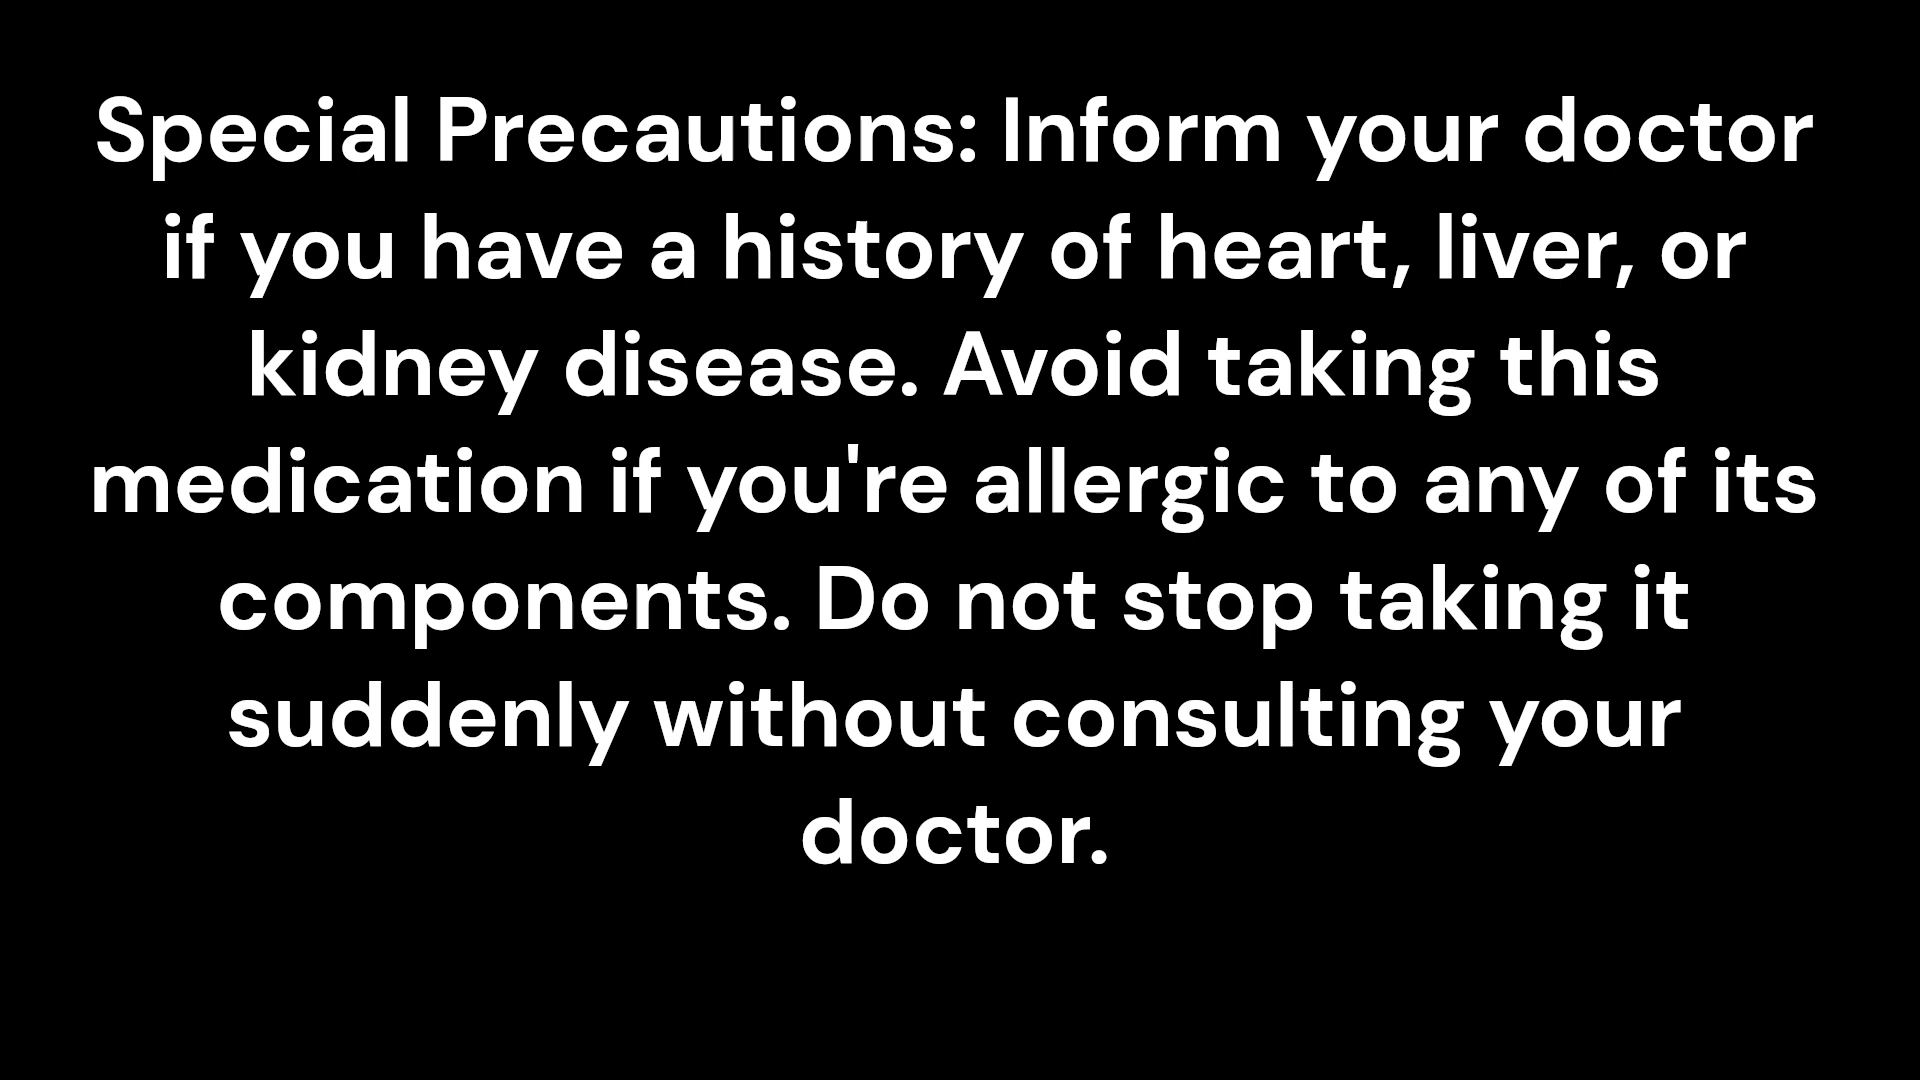 Special Precautions: Inform your doctor
if you have a history of heart, liver, or
kidney disease. Avoid taking this
medication if you're allergic to any of its
components. Do not stop taking it
suddenly without consulting your
doctor.